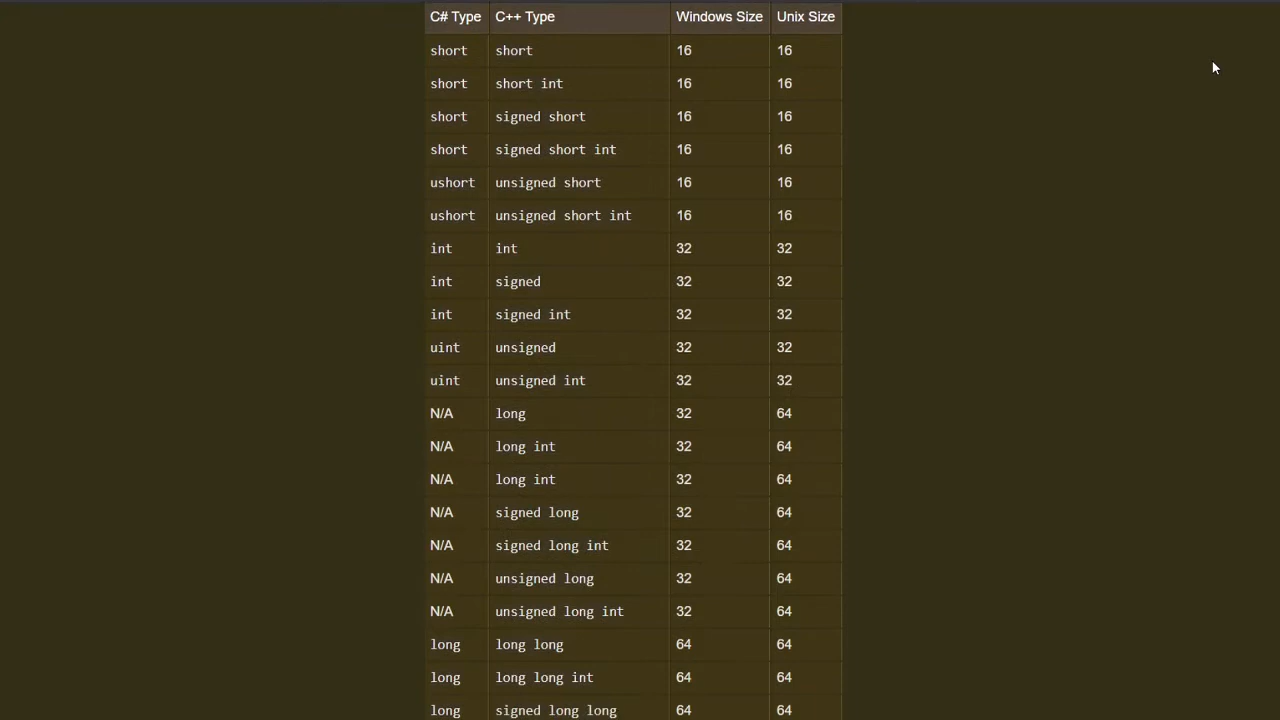 C# Type C++ Type Windows Size Unix Size
short short 16 16
short short int 16 16
short signed short 16 16
short signed short int 16 16
ushort unsigned short 16 16
ushort unsigned short int 16 16
int int 32 32
int signed 32 32
int signed int 32 32
uint unsigned 32 32
uint unsigned int 32 32
N/A long 32 64
N/A long int 32 64
N/A long int 32 64
N/A signed long 32 64
N/A signed long int 32 64
N/A unsigned long 32 64
N/A unsigned long int 32 64
long long long 64 64
long long long int 64 64
long signed long long 64 64